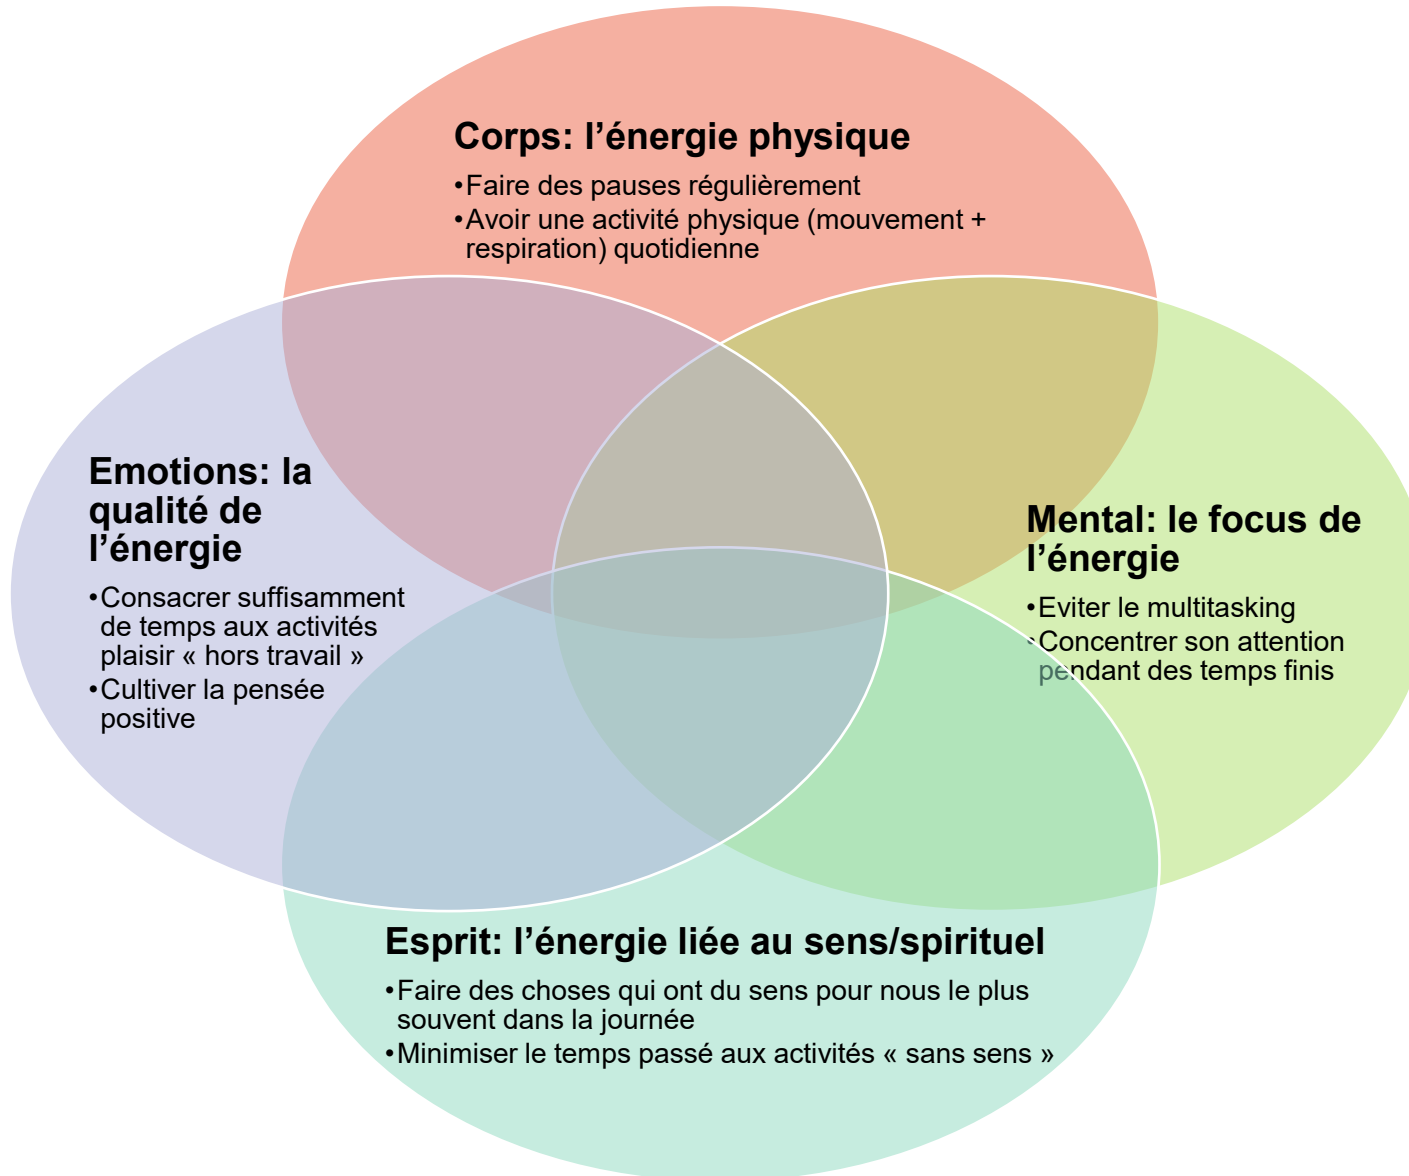 Corps: l’énergie physique
•Faire des pauses régulièrement
•Avoir une activité physique (mouvement +
respiration) quotidienne
Emotions: la
qualité de
l’énergie
•Consacrer suffisamment
de temps aux activités
plaisir « hors travail »
•Cultiver la pensée
positive
Mental: le focus de
l’énergie
•Eviter le multitasking
•Concentrer son attention
pendant des temps finis
Esprit: l’énergie liée au sens/spirituel
•Faire des choses qui ont du sens pour nous le plus
souvent dans la journée
•Minimiser le temps passé aux activités « sans sens »